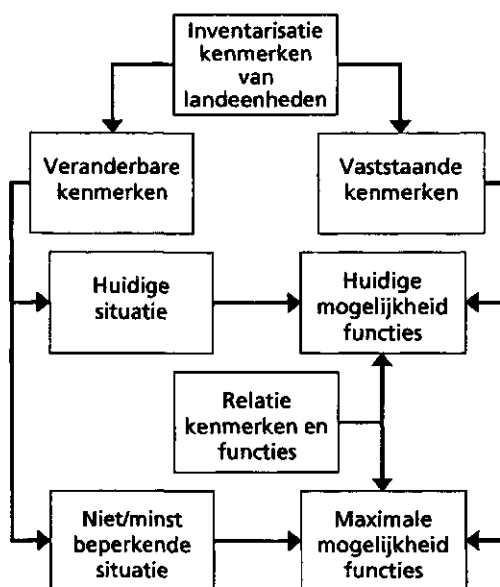 Inventarisatie
kenmerken
van
landeenheden
Veranderbare
kenmerken
Vaststaande
kenmerken
Huidige
situatie
Huidige
mogelijkheid
functies
Relatie
kenmerken en
functies
Niet/minst
beperkende
situatie
Maximale
mogelijkheid
functies